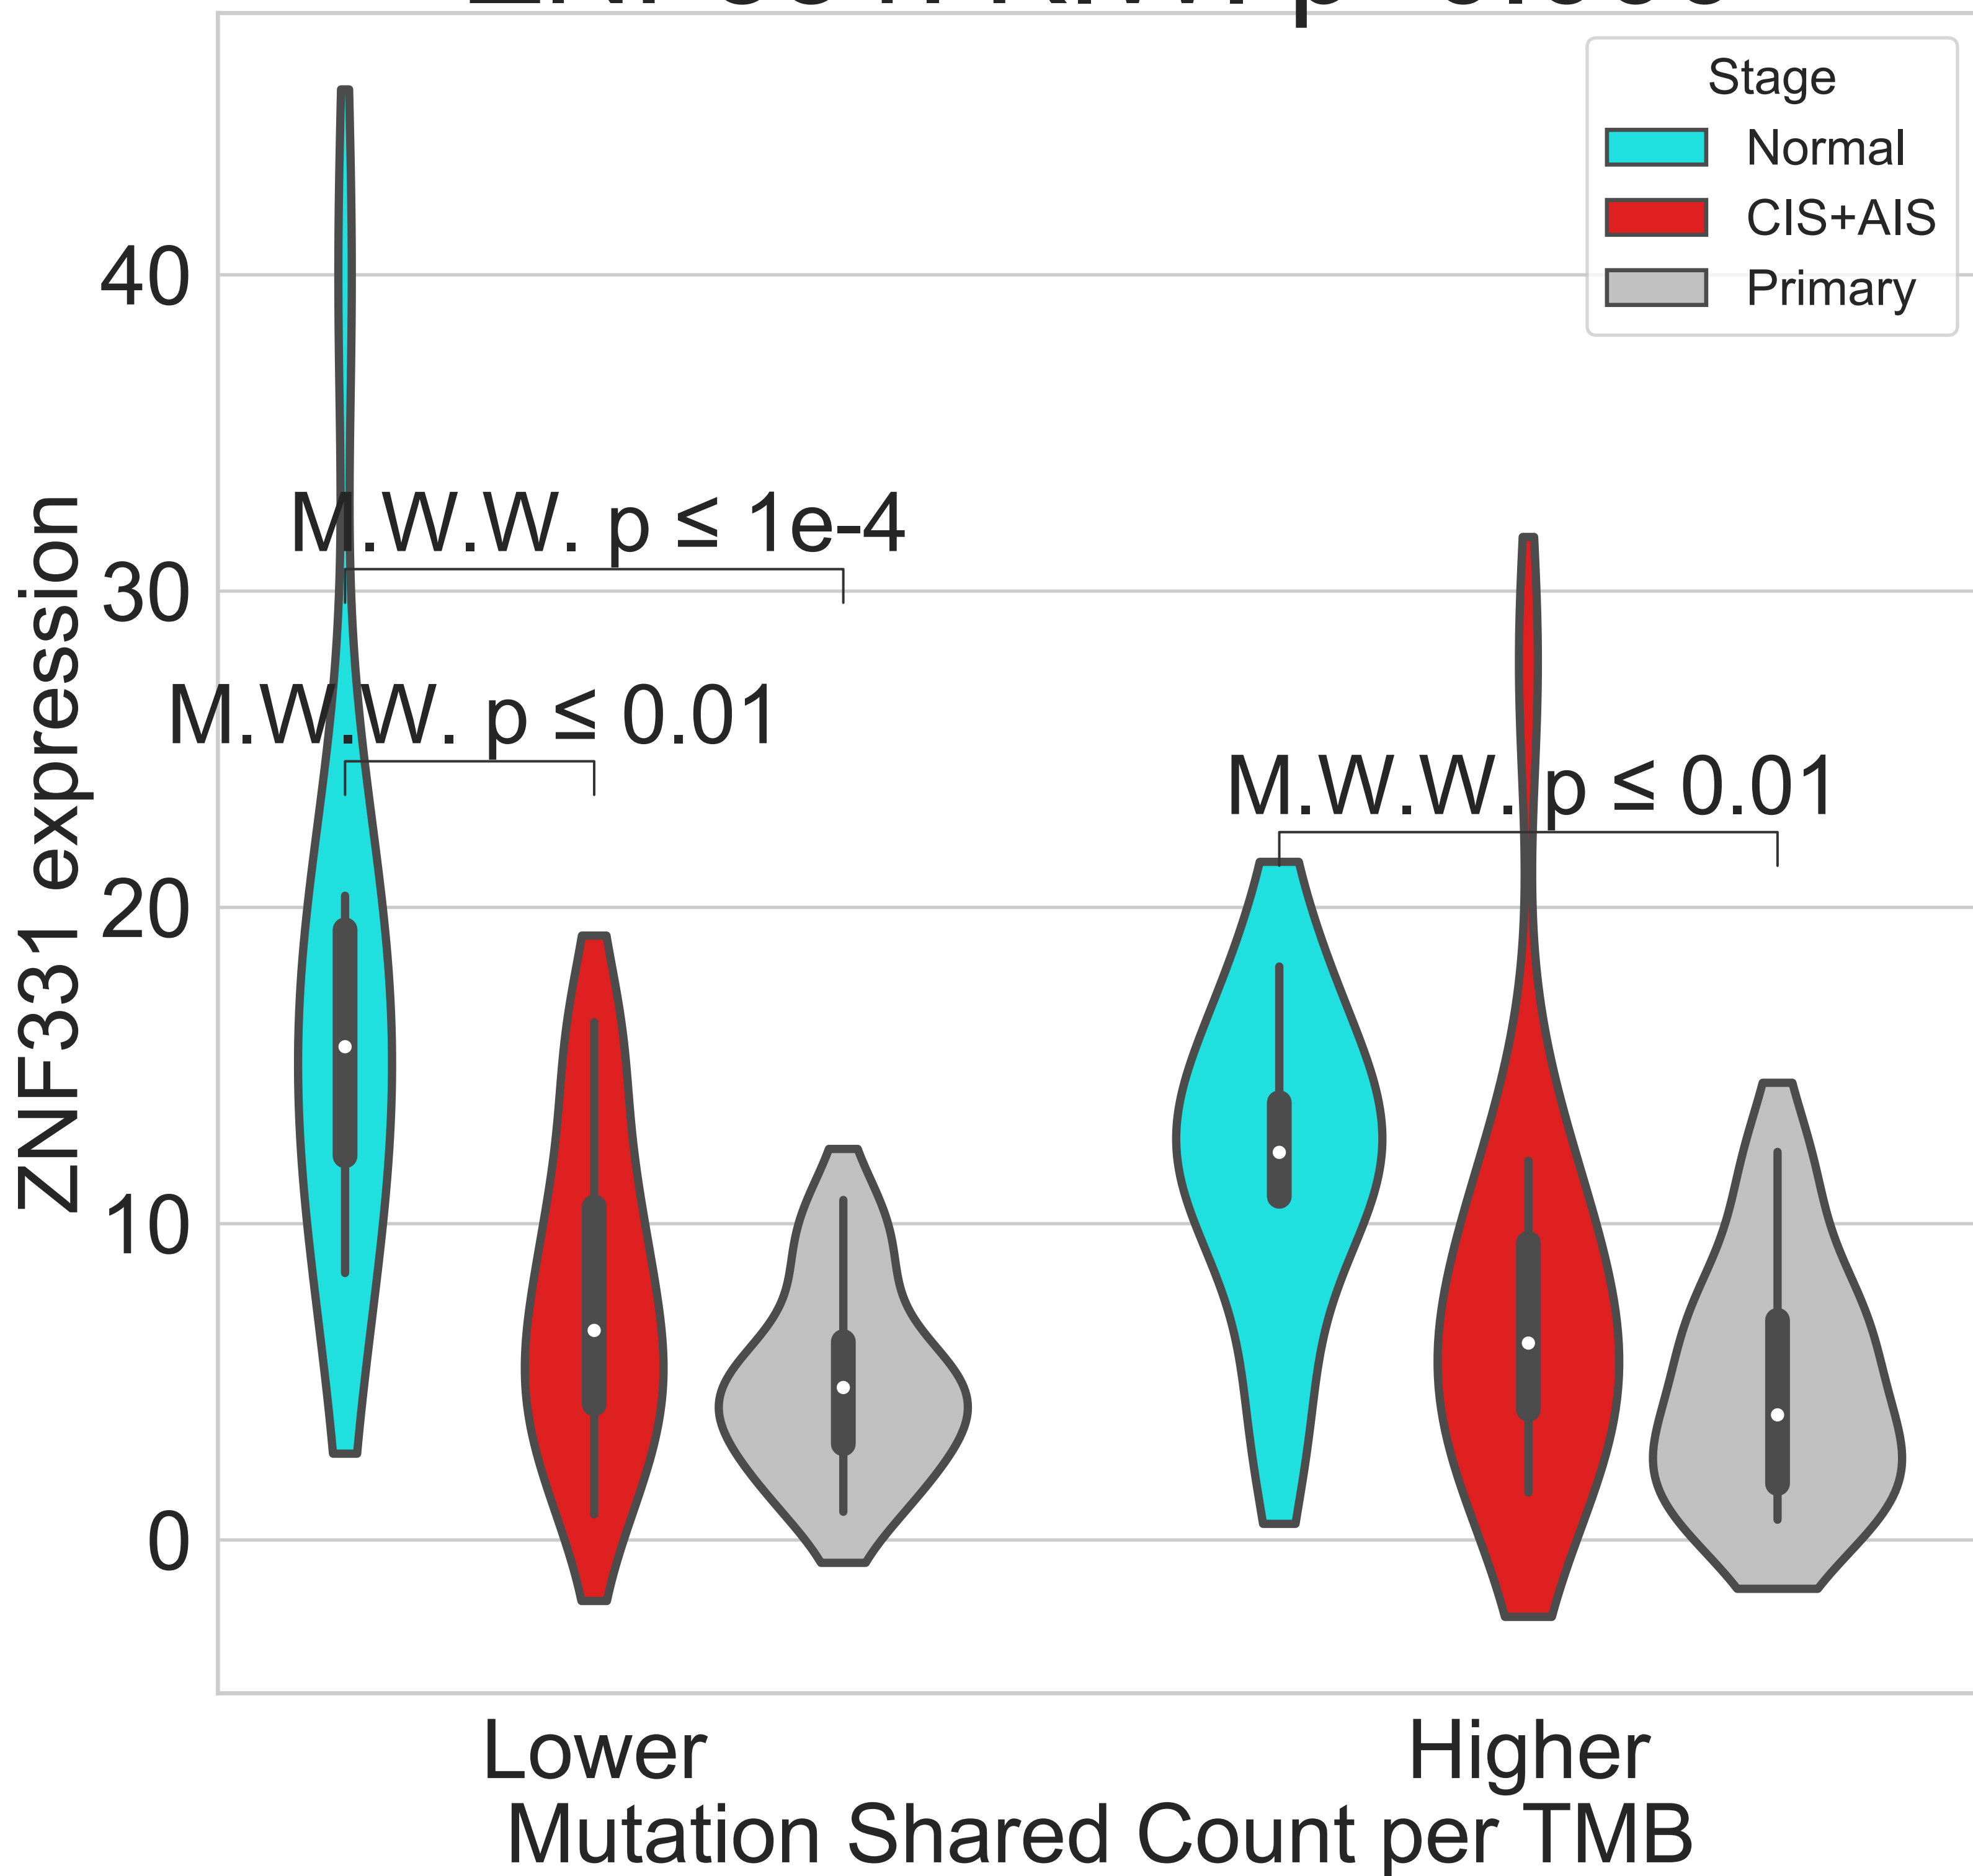 Stage
Normal
CIS+AIS
Primary
40
30
20
10
0
ZNF331 expression
M.W.W. p ≤ 1e-4
M.W.W. p ≤ 0.01
M.W.W. p ≤ 0.01
Lower
Higher
Mutation Shared Count per TMB